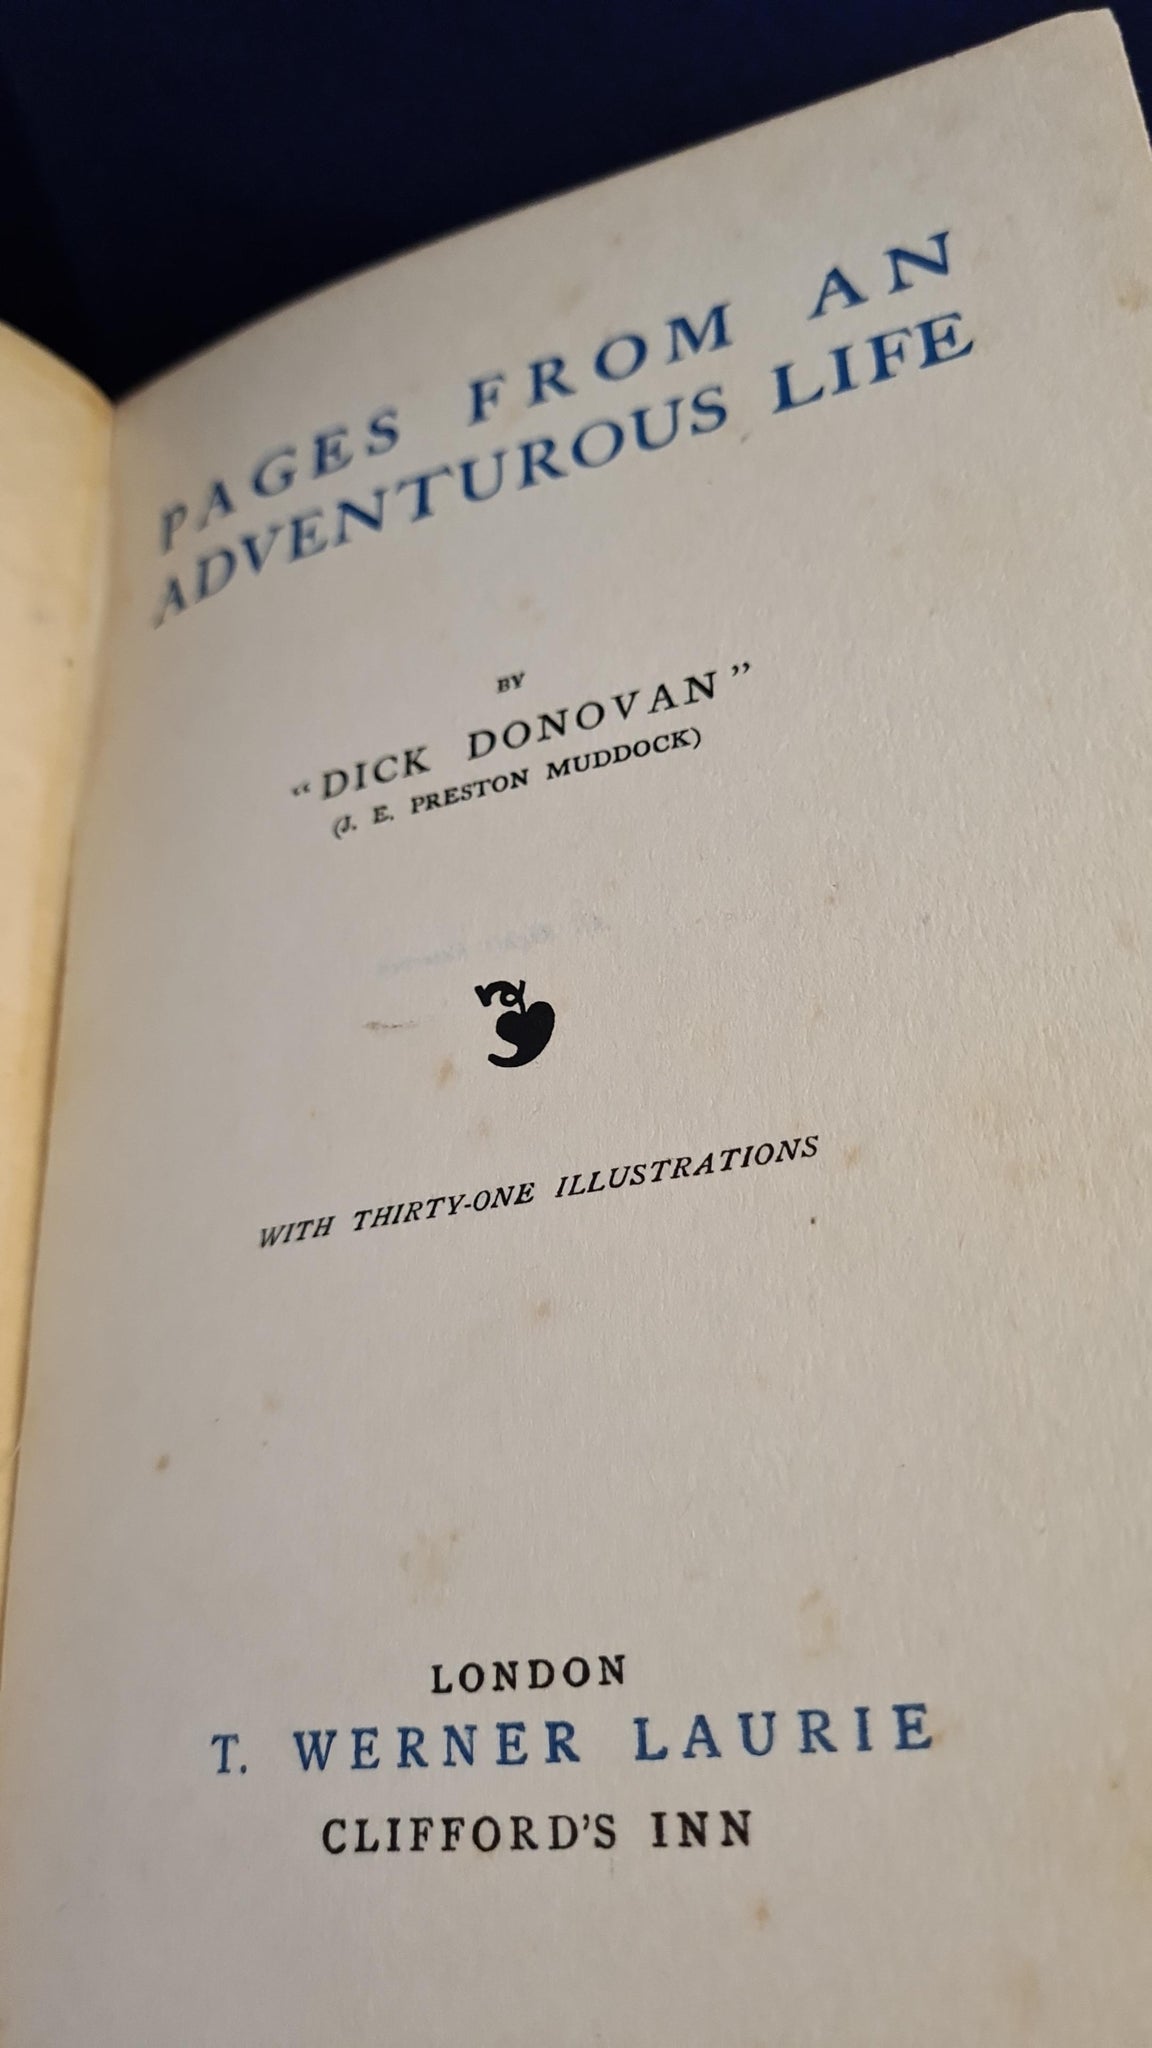 PAGES FROM AN
ADVENTUROUS LIFE
BY
“DICK DONOVAN”
(J. E. PRESTON MUDDOCK)
WITH THIRTY-ONE ILLUSTRATIONS
LONDON
T. WERNER LAURIE
CLIFFORD’S INN